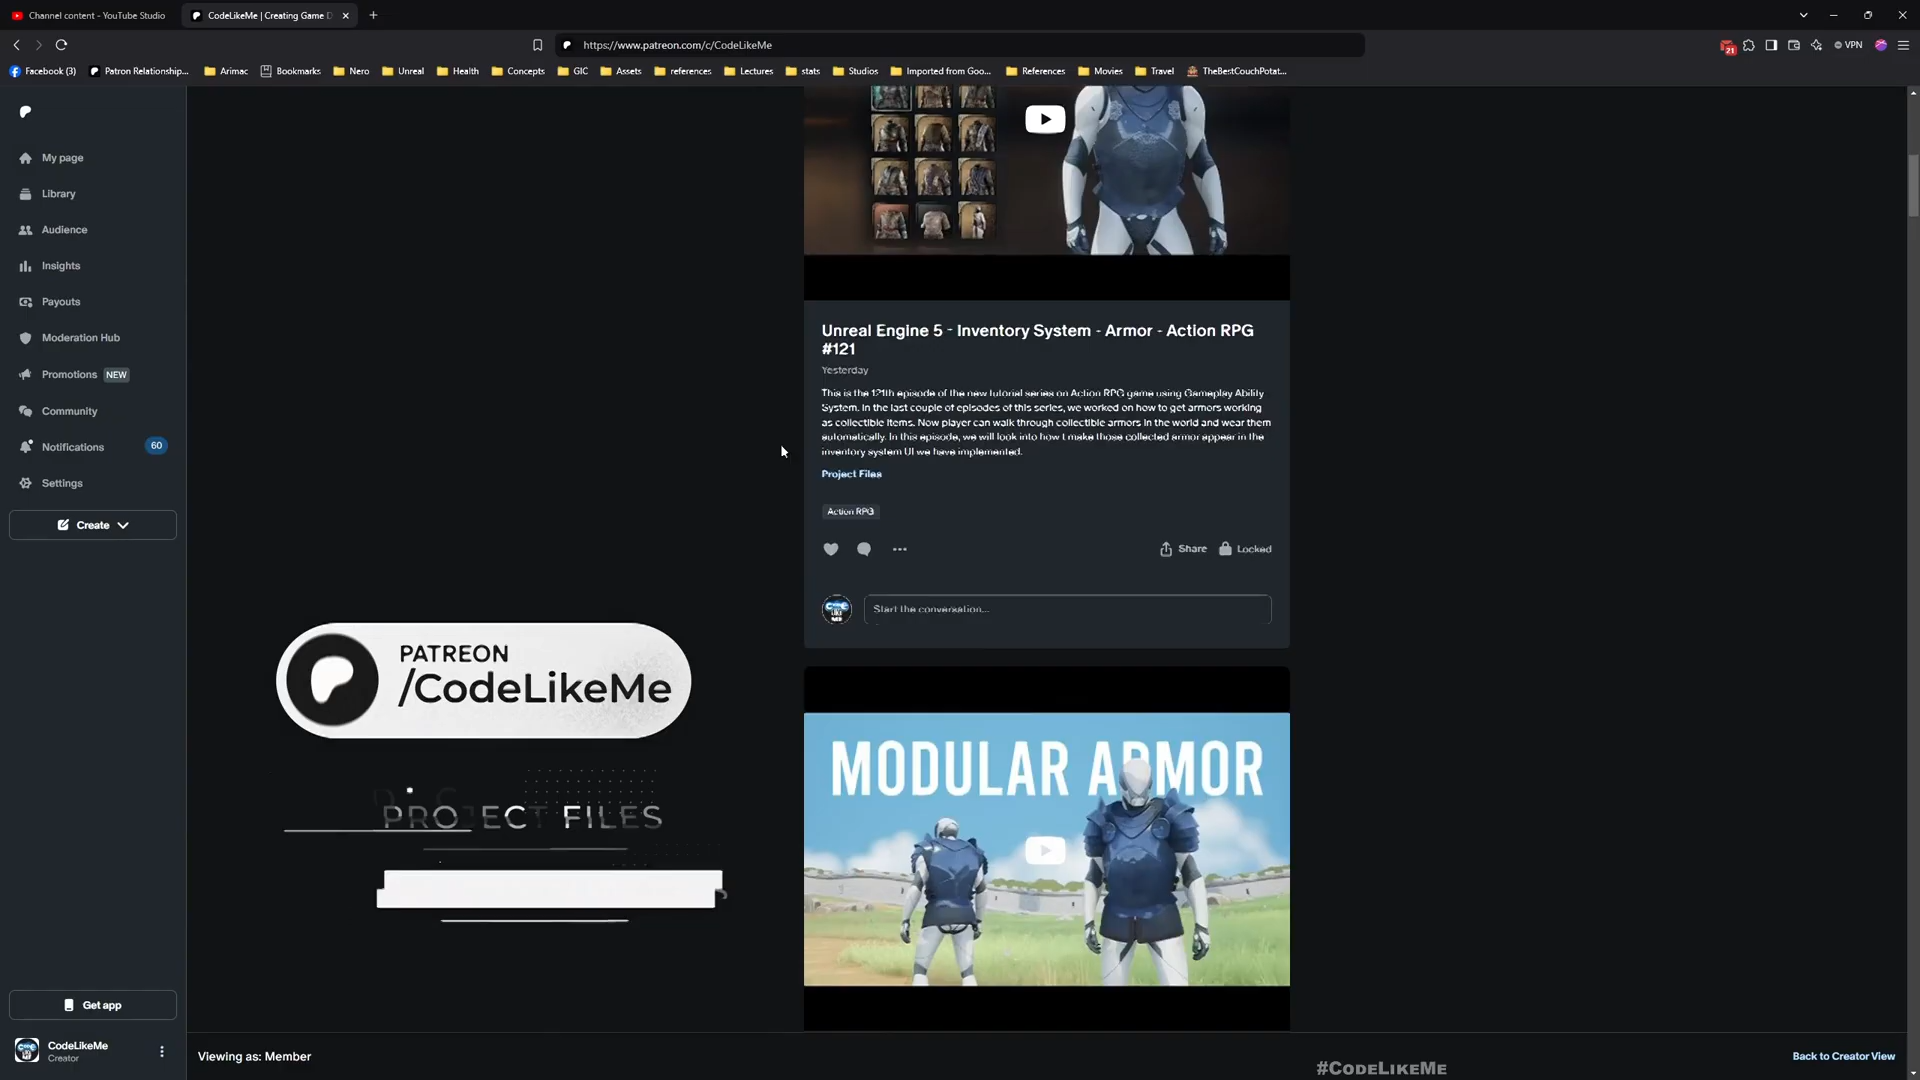 Channel content - YouTube Studio
CodeLikeMe | Creating Game D
https://www.patreon.com/c/CodeLikeMe
21
VPN
Facebook (3)
Patron Relationship...
Arimac
Bookmarks
Nero
Unreal
Health
Concepts
GIC
Assets
references
Lectures
stats
Studios
Imported from Goo...
References
Movies
Travel
TheBestCouchPotat...
My page
Library
Audience
Insights
Payouts
Moderation Hub
Promotions NEW
Community
Notifications 60
Settings
Create
Get app
CodeLikeMe
Creator
Unreal Engine 5 - Inventory System - Armor - Action RPG
#121
Yesterday
This is the 121th episode of the new tutorial series on Action RPG game using Gameplay Ability
System. In the last couple of episodes of this series, we worked on how to get armors working
as collectible items. Now player can walk through collectible armors in the world and wear them
automatically. In this episode, we will look into how t make those collected armor appear in the
inventory system UI we have implemented.
Project Files
Action RPG
Share
Locked
Start the conversation...
PATREON
/CodeLikeMe
PROJECT FILES
MODULAR ARMOR
Viewing as: Member
Back to Creator View
#CodeLikeMe